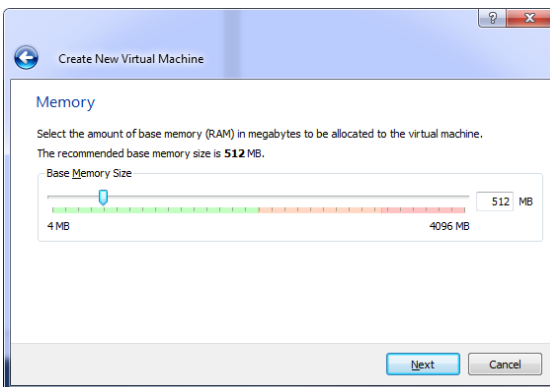 Create New Virtual Machine
Memory
Select the amount of base memory (RAM) in megabytes to be allocated to the virtual machine.
The recommended base memory size is 512 MB.
Base Memory Size
512 MB
4 MB 4096 MB
Next Cancel